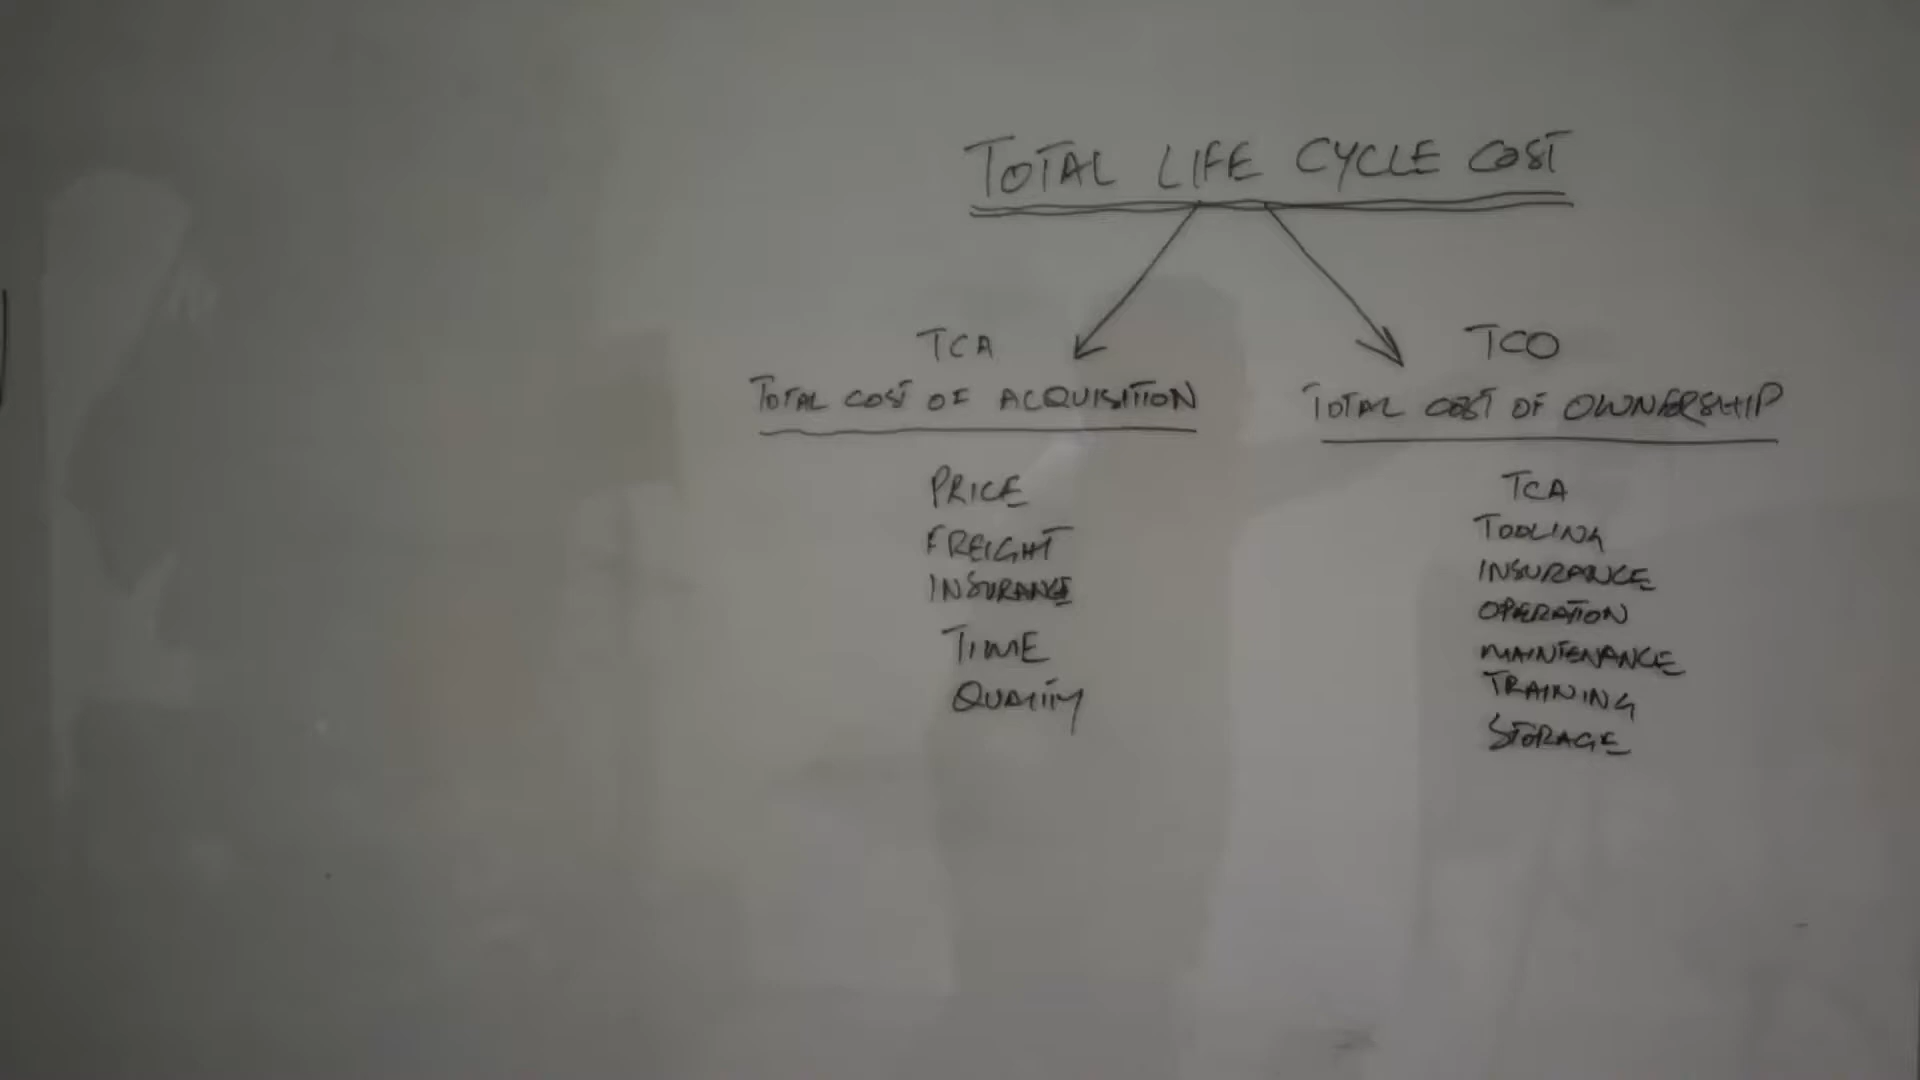 TOTAL LIFE CYCLE COST
TCA
TOTAL COST OF ACQUISITION
PRICE
FREIGHT
INSURANCE
TIME
QUALITY
TCO
TOTAL COST OF OWNERSHIP
TCA
TOOLING
INSURANCE
OPERATION
MAINTENANCE
TRAINING
STORAGE